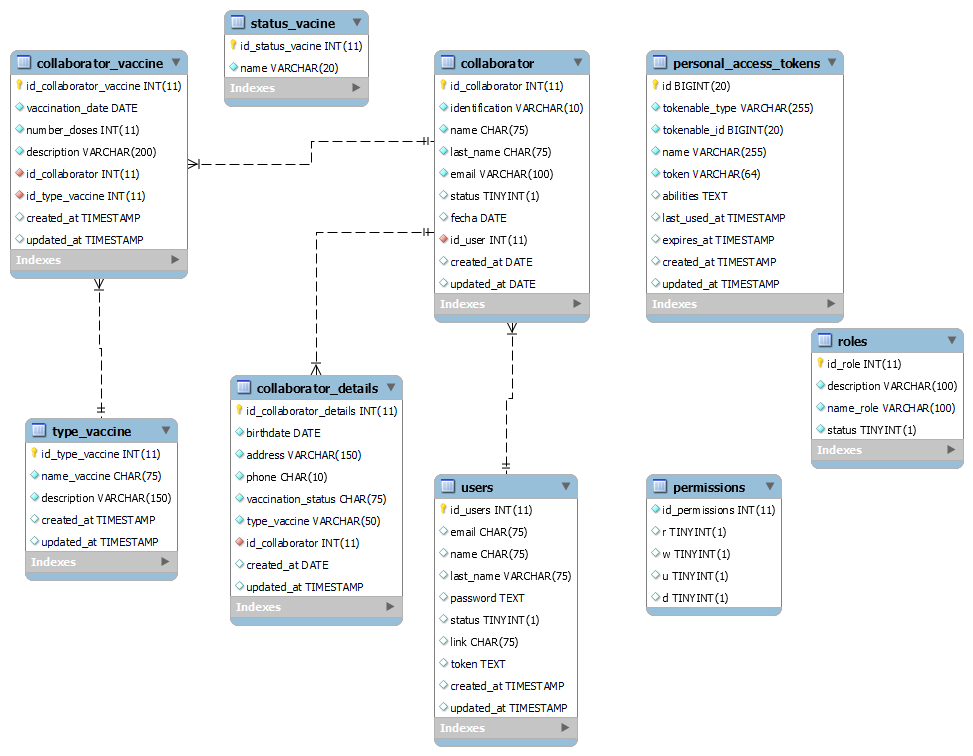 status_vacine
id_status_vacine INT(11)
name VARCHAR(20)
Indexes
collaborator_vaccine
id_collaborator_vaccine INT(11)
vaccination_date DATE
number_doses INT(11)
description VARCHAR(200)
id_collaborator INT(11)
id_type_vaccine INT(11)
created_at TIMESTAMP
updated_at TIMESTAMP
Indexes
collaborator
id_collaborator INT(11)
identification VARCHAR(10)
name CHAR(75)
last_name CHAR(75)
email VARCHAR(100)
status TINYINT(1)
fecha DATE
id_user INT(11)
created_at DATE
updated_at DATE
Indexes
personal_access_tokens
id BIGINT(20)
tokenable_type VARCHAR(255)
tokenable_id BIGINT(20)
name VARCHAR(255)
token VARCHAR(64)
abilities TEXT
last_used_at TIMESTAMP
expires_at TIMESTAMP
created_at TIMESTAMP
updated_at TIMESTAMP
Indexes
roles
id_role INT(11)
description VARCHAR(100)
name_role VARCHAR(100)
status TINYINT(1)
Indexes
collaborator_details
id_collaborator_details INT(11)
birthdate DATE
address VARCHAR(150)
phone CHAR(10)
vaccination_status CHAR(75)
type_vaccine VARCHAR(50)
id_collaborator INT(11)
created_at DATE
updated_at TIMESTAMP
Indexes
type_vaccine
id_type_vaccine INT(11)
name_vaccine CHAR(75)
description VARCHAR(150)
created_at TIMESTAMP
updated_at TIMESTAMP
Indexes
users
id_users INT(11)
email CHAR(75)
name CHAR(75)
last_name VARCHAR(75)
password TEXT
status TINYINT(1)
link CHAR(75)
token TEXT
created_at TIMESTAMP
updated_at TIMESTAMP
Indexes
permissions
id_permissions INT(11)
r TINYINT(1)
w TINYINT(1)
u TINYINT(1)
d TINYINT(1)